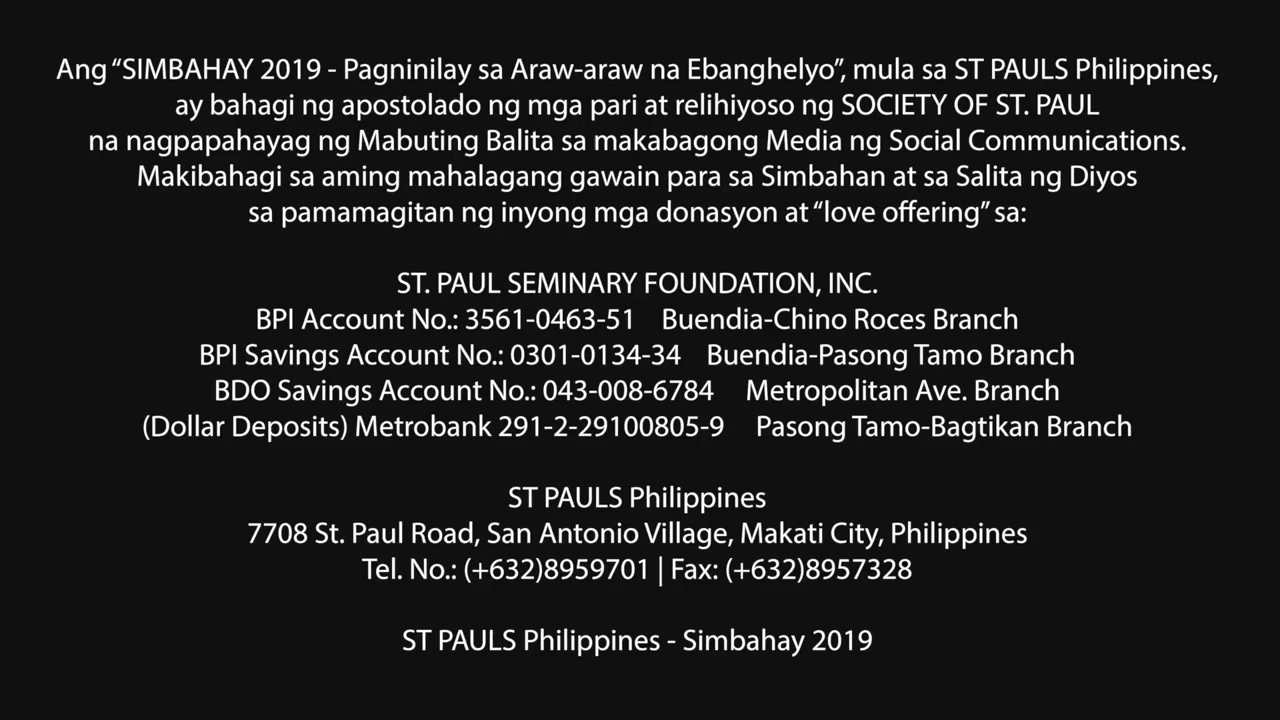 Ang “SIMBAHAY 2019 - Pagninilay sa Araw-araw na Ebanghelyo”, mula sa ST PAULS Philippines,
ay bahagi ng apostolado ng mga pari at relihiyoso ng SOCIETY OF ST. PAUL
na nagpapahayag ng Mabuting Balita sa makabagong Media ng Social Communications.
Makibahagi sa aming mahalagang gawain para sa Simbahan at sa Salita ng Diyos
sa pamamagitan ng inyong mga donasyon at “love offering” sa:
ST. PAUL SEMINARY FOUNDATION, INC.
BPI Account No.: 3561-0463-51 Buendia-Chino Roces Branch
BPI Savings Account No.: 0301-0134-34 Buendia-Pasong Tamo Branch
BDO Savings Account No.: 043-008-6784 Metropolitan Ave. Branch
(Dollar Deposits) Metrobank 291-2-29100805-9 Pasong Tamo-Bagtikan Branch
ST PAULS Philippines
7708 St. Paul Road, San Antonio Village, Makati City, Philippines
Tel. No.: (+632)8959701 | Fax: (+632)8957328
ST PAULS Philippines - Simbahay 2019